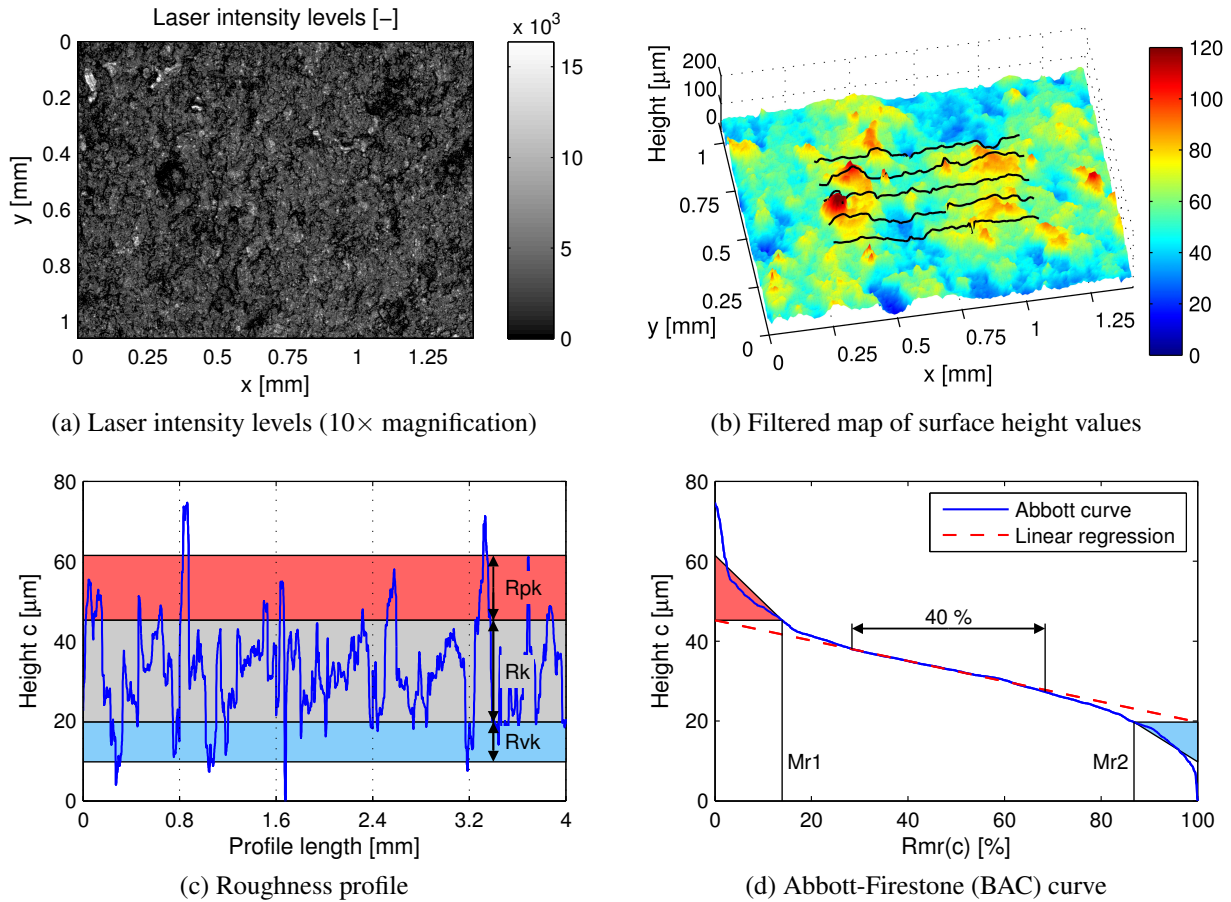 Laser intensity levels [−]
x 10³
0
0.2
0.4
0.6
0.8
1
y [mm]
0 0.25 0.5 0.75 1 1.25
x [mm]
15
10
5
0
(a) Laser intensity levels (10× magnification)
Height [μm]
200
100
0
1
0.75
0.5
0.25
0
y [mm]
0 0.25 0.5 0.75 1 1.25
x [mm]
120
100
80
60
40
20
0
(b) Filtered map of surface height values
Height c [μm]
80
60
40
20
0
Rpk
Rk
Rvk
0 0.8 1.6 2.4 3.2 4
Profile length [mm]
(c) Roughness profile
Height c [μm]
80
60
40
20
0
Abbott curve
Linear regression
40 %
Mr1
Mr2
0 20 40 60 80 100
Rmr(c) [%]
(d) Abbott-Firestone (BAC) curve